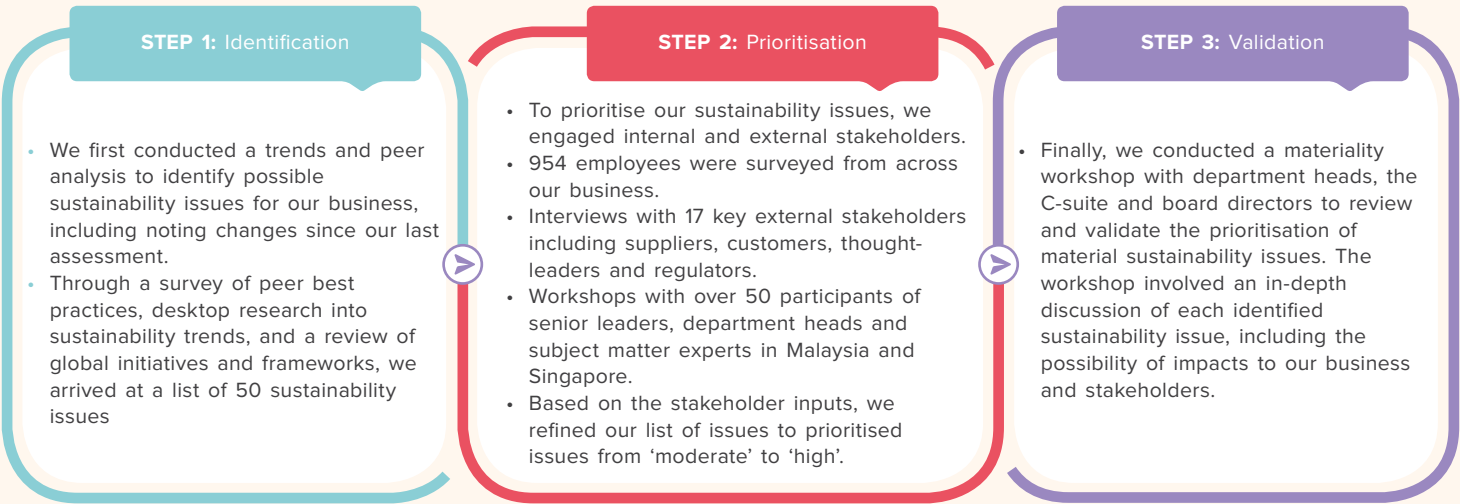 STEP 1: Identification
• We first conducted a trends and peer
analysis to identify possible
sustainability issues for our business,
including noting changes since our last
assessment.
• Through a survey of peer best
practices, desktop research into
sustainability trends, and a review of
global initiatives and frameworks, we
arrived at a list of 50 sustainability
issues
STEP 2: Prioritisation
• To prioritise our sustainability issues, we
engaged internal and external stakeholders.
• 954 employees were surveyed from across
our business.
• Interviews with 17 key external stakeholders
including suppliers, customers, thought-
leaders and regulators.
• Workshops with over 50 participants of
senior leaders, department heads and
subject matter experts in Malaysia and
Singapore.
• Based on the stakeholder inputs, we
refined our list of issues to prioritised
issues from ‘moderate’ to ‘high’.
STEP 3: Validation
• Finally, we conducted a materiality
workshop with department heads, the
C-suite and board directors to review
and validate the prioritisation of
material sustainability issues. The
workshop involved an in-depth
discussion of each identified
sustainability issue, including the
possibility of impacts to our business
and stakeholders.